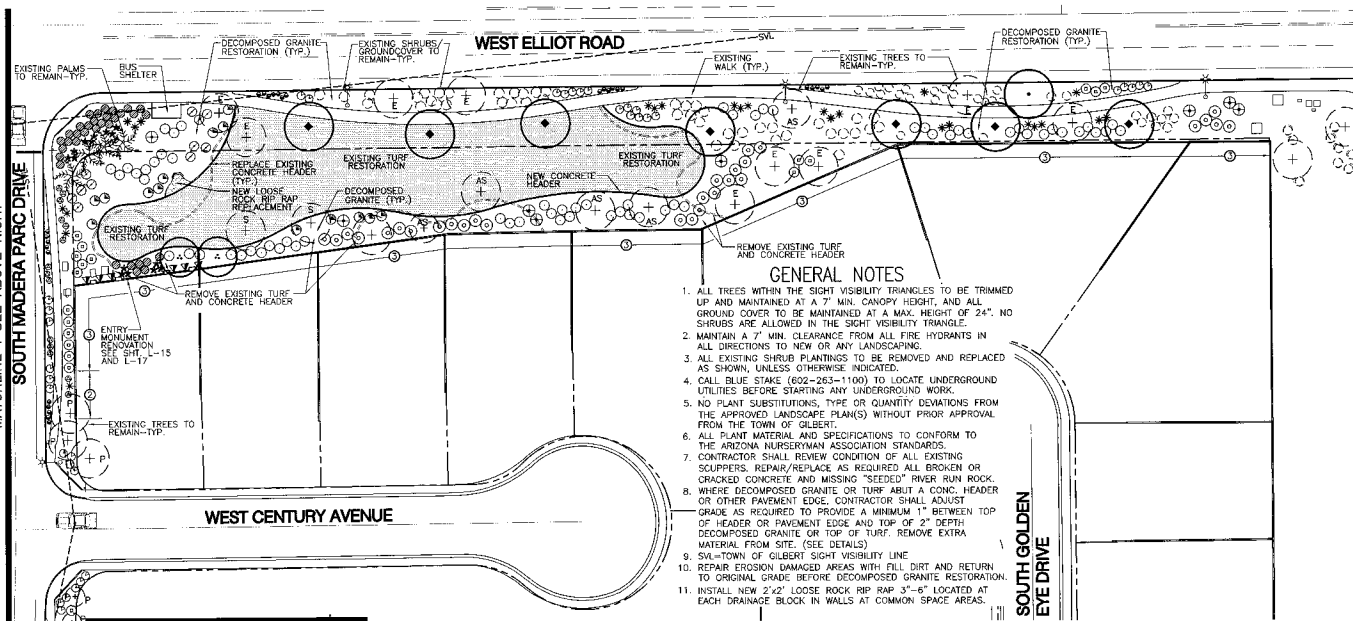 WEST ELLIOT ROAD
SVL
DECOMPOSED GRANITE
RESTORATION (TYP.)
EXISTING SHRUBS/
GROUNDCOVER TO
REMAIN-TYP.
DECOMPOSED GRANITE
RESTORATION (TYP.)
EXISTING PALMS
TO REMAIN-TYP.
BUS
SHELTER
EXISTING
WALK (TYP.)
EXISTING TREES TO
REMAIN-TYP.
E
E
E
E
E
E
E
AS
AS
AS
AS
AS
S
S
REPLACE EXISTING
CONCRETE HEADER
(TYP.)
NEW LOOSE
ROCK RIP RAP
REPLACEMENT
EXISTING TURF
RESTORATION
DECOMPOSED
GRANITE (TYP.)
NEW CONCRETE
HEADER
EXISTING TURF
RESTORATION
EXISTING TURF
RESTORATON
SOUTH MADERA PARC DRIVE
REMOVE EXISTING TURF
AND CONCRETE HEADER
REMOVE EXISTING TURF
AND CONCRETE HEADER
3
3
3
3
3
3
3
2
ENTRY
MONUMENT
RENOVATION
SEE SHT. L-15
AND L-17
EXISTING TREES TO
REMAIN-TYP.
P
P
P
P
WEST CENTURY AVENUE
GENERAL NOTES
1. ALL TREES WITHIN THE SIGHT VISIBILITY TRIANGLES TO BE TRIMMED
UP AND MAINTAINED AT A 7' MIN. CANOPY HEIGHT, AND ALL
GROUND COVER TO BE MAINTAINED AT A MAX. HEIGHT OF 24". NO
SHRUBS ARE ALLOWED IN THE SIGHT VISIBILITY TRIANGLE.
2. MAINTAIN A 7' MIN. CLEARANCE FROM ALL FIRE HYDRANTS IN
ALL DIRECTIONS TO NEW OR ANY LANDSCAPING.
3. ALL EXISTING SHRUB PLANTINGS TO BE REMOVED AND REPLACED
AS SHOWN, UNLESS OTHERWISE INDICATED.
4. CALL BLUE STAKE (602-263-1100) TO LOCATE UNDERGROUND
UTILITIES BEFORE STARTING ANY UNDERGROUND WORK.
5. NO PLANT SUBSTITUTIONS, TYPE OR QUANTITY DEVIATIONS FROM
THE APPROVED LANDSCAPE PLAN(S) WITHOUT PRIOR APPROVAL
FROM THE TOWN OF GILBERT.
6. ALL PLANT MATERIAL AND SPECIFICATIONS TO CONFORM TO
THE ARIZONA NURSERYMAN ASSOCIATION STANDARDS.
7. CONTRACTOR SHALL REVIEW CONDITION OF ALL EXISTING
SCUPPERS. REPAIR/REPLACE AS REQUIRED ALL BROKEN OR
CRACKED CONCRETE AND MISSING "SEEDED" RIVER RUN ROCK.
8. WHERE DECOMPOSED GRANITE OR TURF ABUT A CONC. HEADER
OR OTHER PAVEMENT EDGE, CONTRACTOR SHALL ADJUST
GRADE AS REQUIRED TO PROVIDE A MINIMUM 1" BETWEEN TOP
OF HEADER OR PAVEMENT EDGE AND TOP OF 2" DEPTH
DECOMPOSED GRANITE OR TOP OF TURF. REMOVE EXTRA
MATERIAL FROM SITE. (SEE DETAILS)
9. SVL=TOWN OF GILBERT SIGHT VISIBILITY LINE
10. REPAIR EROSION DAMAGED AREAS WITH FILL DIRT AND RETURN
TO ORIGINAL GRADE BEFORE DECOMPOSED GRANITE RESTORATION.
11. INSTALL NEW 2'x2' LOOSE ROCK RIP RAP 3"-6" LOCATED AT
EACH DRAINAGE BLOCK IN WALLS AT COMMON SPACE AREAS.
SOUTH GOLDEN
EYE DRIVE